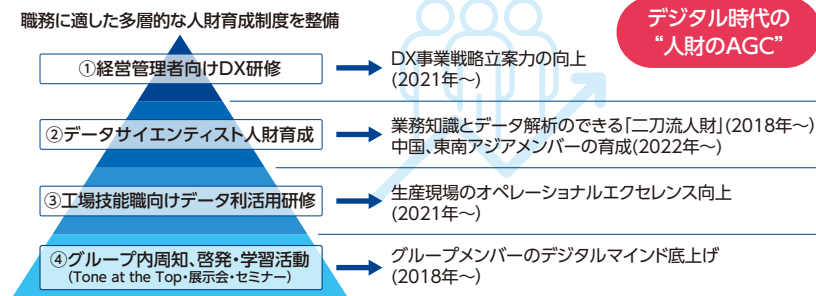 職務に適した多層的な人財育成制度を整備
デジタル時代の
“人財のAGC”
①経営管理者向けDX研修
DX事業戦略立案力の向上
(2021年～)
②データサイエンティスト人財育成
業務知識とデータ解析のできる「二刀流人財」(2018年～)
中国、東南アジアメンバーの育成(2022年～)
③工場技能職向けデータ利活用研修
生産現場のオペレーショナルエクセレンス向上
(2021年～)
④グループ内周知、啓発・学習活動
(Tone at the Top・展示会・セミナー)
グループメンバーのデジタルマインド底上げ
(2018年～)